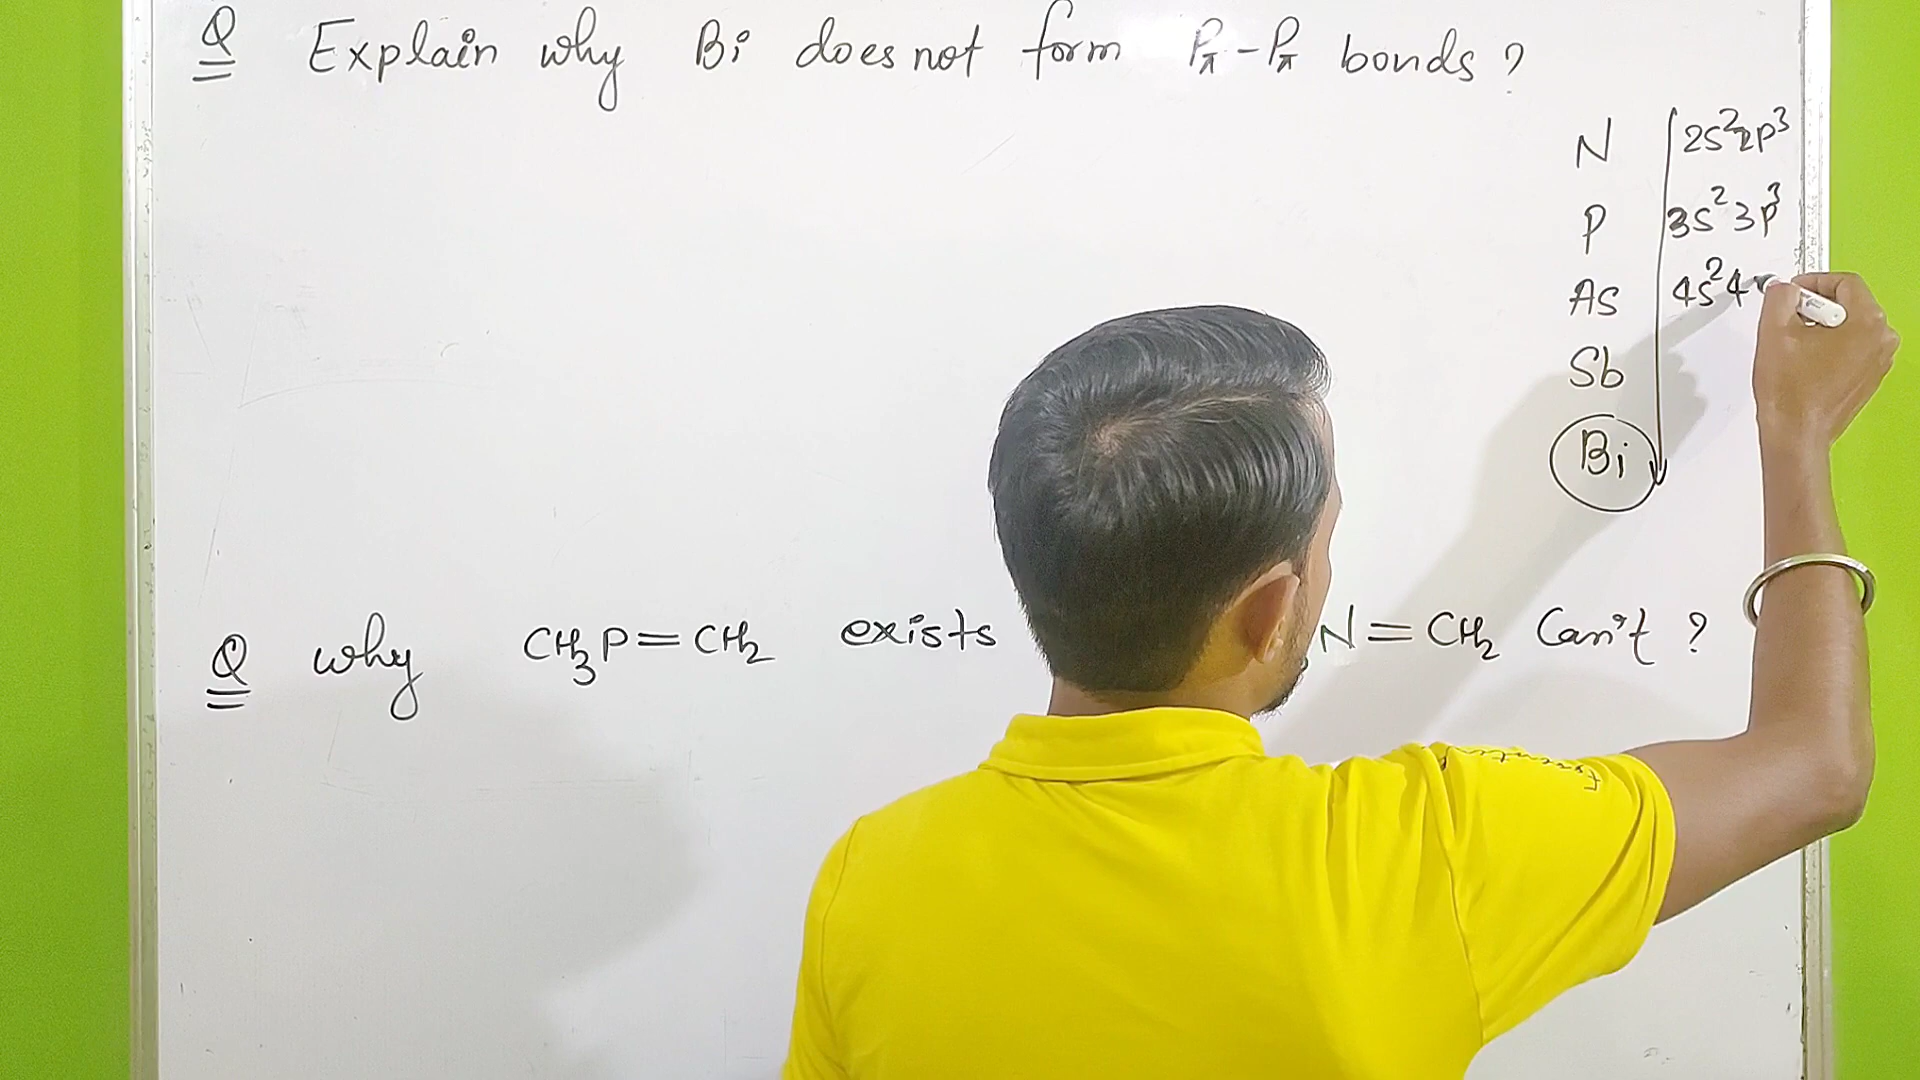 Q Explain why Bi does not form Pπ-Pπ bonds?
N 2s²2p³
P 3s²3p³
As 4s²4
Sb
Bi
Q why CH₃P=CH₂ exists N=CH₂ Can't ?